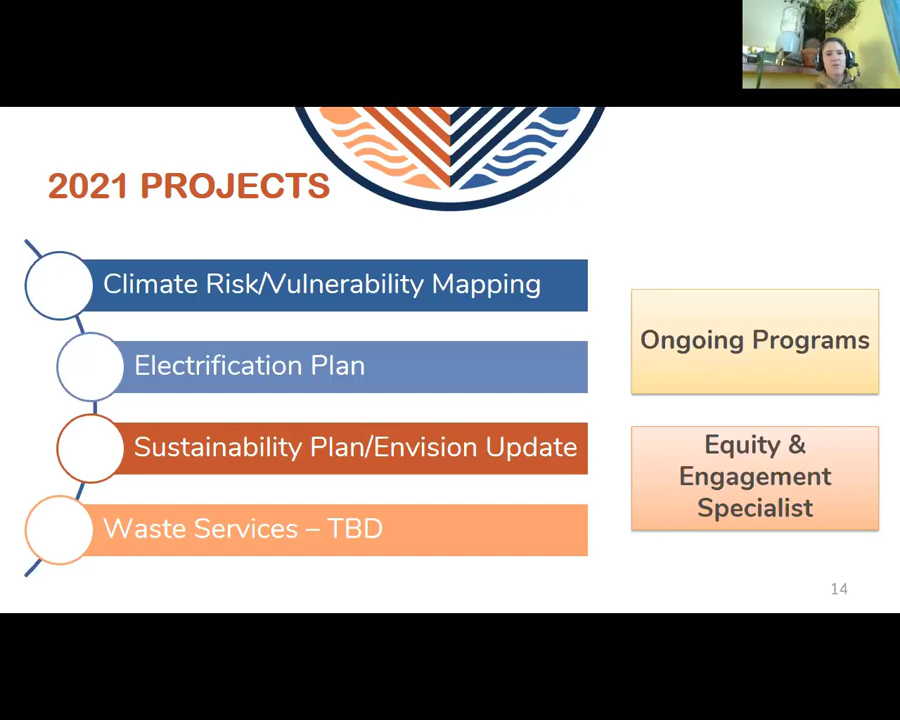 2021 PROJECTS
Climate Risk/Vulnerability Mapping
Electrification Plan
Sustainability Plan/Envision Update
Waste Services – TBD
Ongoing Programs
Equity &
Engagement
Specialist
14